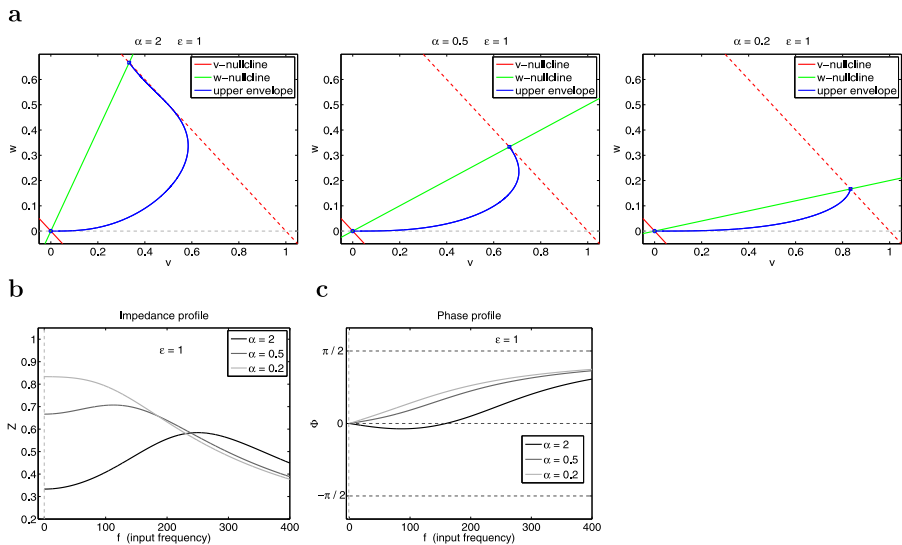 a
α = 2 ε = 1
w
0.6
0.5
0.4
0.3
0.2
0.1
0
v−nullcline
w−nullcline
upper envelope
0 0.2 0.4 0.6 0.8 1
v
α = 0.5 ε = 1
w
0.6
0.5
0.4
0.3
0.2
0.1
0
v−nullcline
w−nullcline
upper envelope
0 0.2 0.4 0.6 0.8 1
v
α = 0.2 ε = 1
w
0.6
0.5
0.4
0.3
0.2
0.1
0
v−nullcline
w−nullcline
upper envelope
0 0.2 0.4 0.6 0.8 1
v
b
Impedance profile
Z
1
0.9
0.8
0.7
0.6
0.5
0.4
0.3
0.2
ε = 1
α = 2
α = 0.5
α = 0.2
0 100 200 300 400
f (input frequency)
c
Phase profile
Φ
π / 2
0
−π / 2
ε = 1
α = 2
α = 0.5
α = 0.2
0 100 200 300 400
f (input frequency)